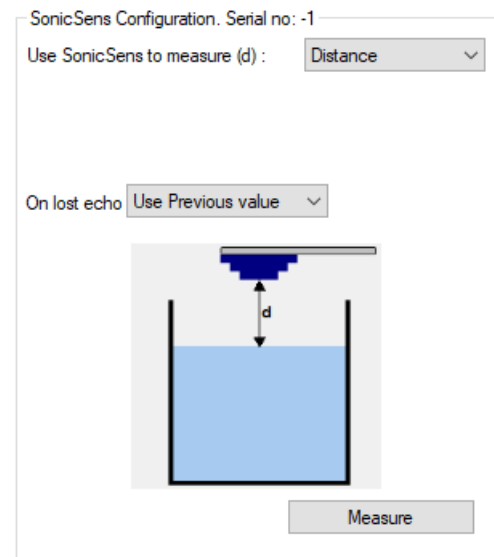 SonicSens Configuration. Serial no: -1
Use SonicSens to measure (d) : Distance
On lost echo Use Previous value
d
Measure